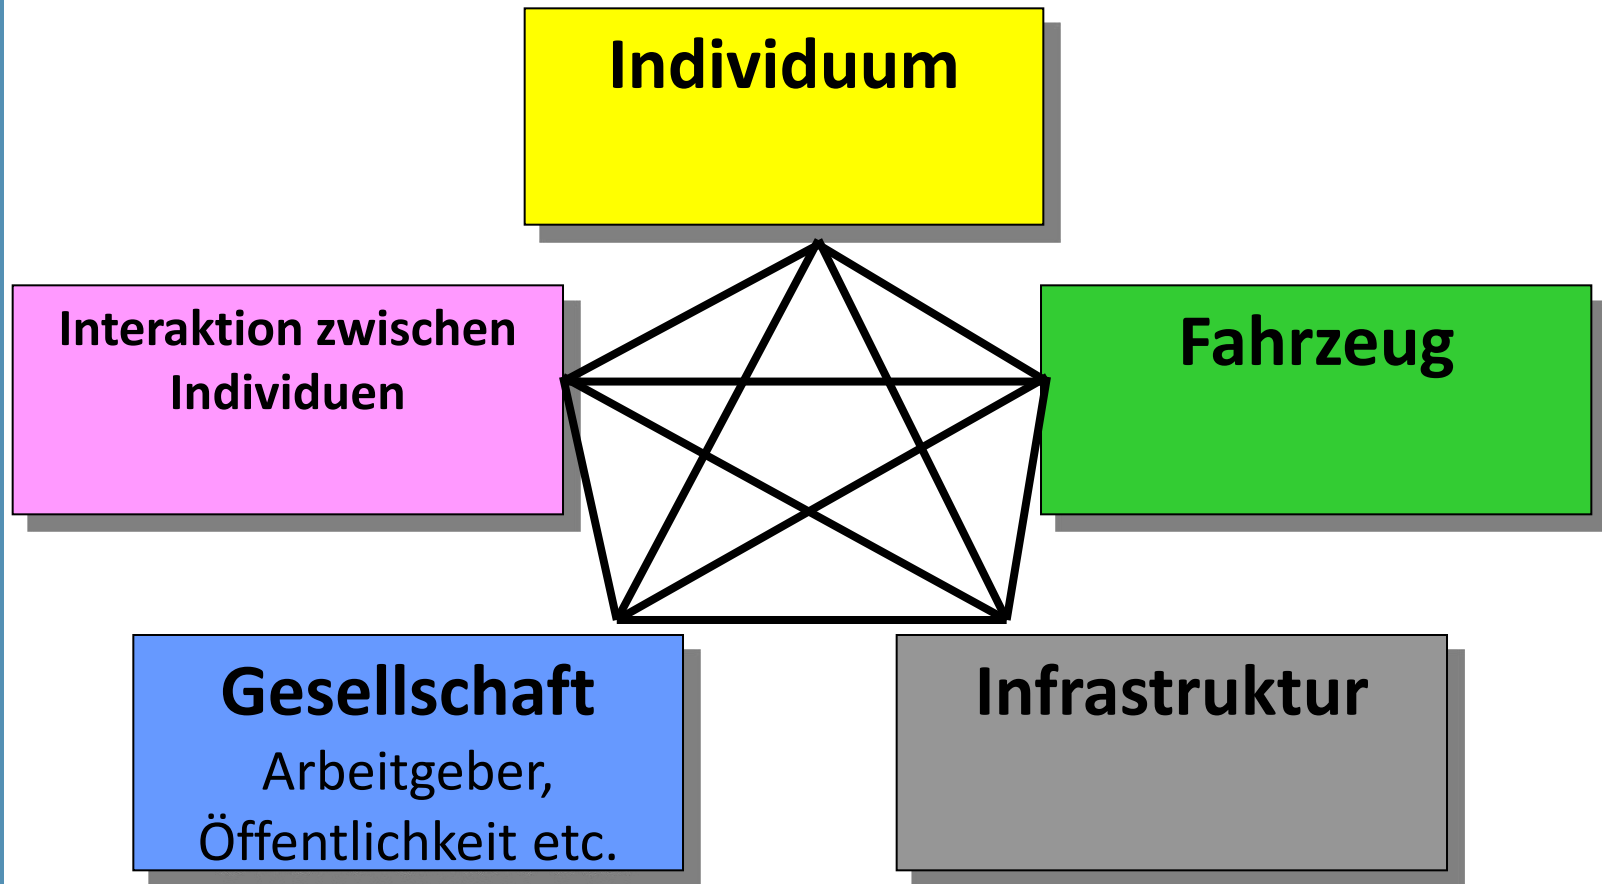 Individuum
Interaktion zwischen
Individuen
Fahrzeug
Gesellschaft
Arbeitgeber,
Öffentlichkeit etc.
Infrastruktur